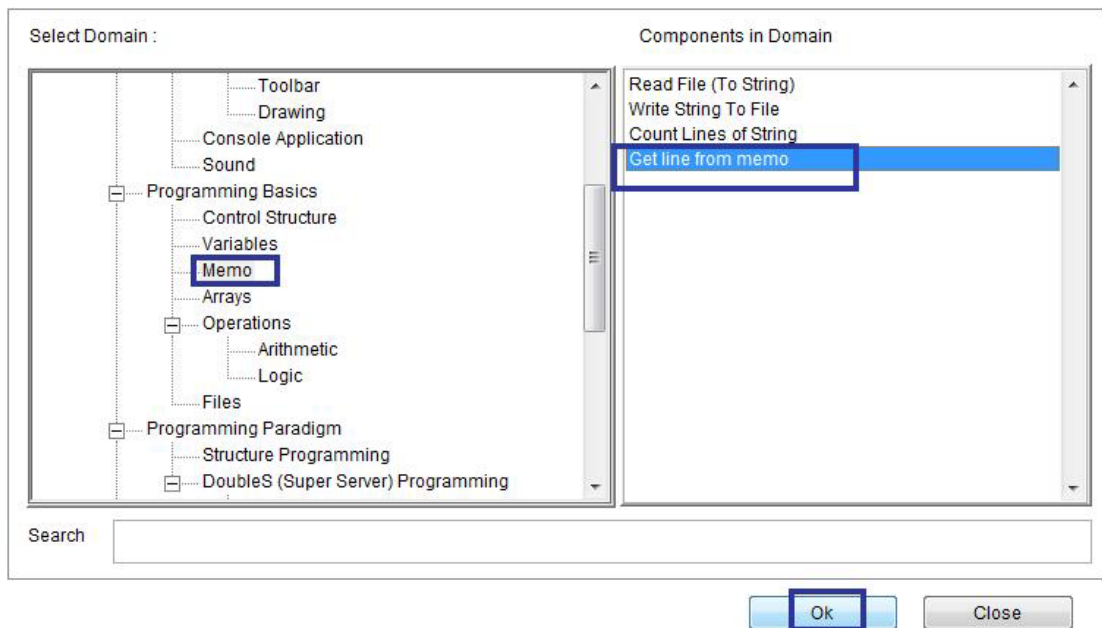 Select Domain :
Components in Domain
Toolbar
Drawing
Console Application
Sound
Programming Basics
Control Structure
Variables
Memo
Arrays
Operations
Arithmetic
Logic
Files
Programming Paradigm
Structure Programming
DoubleS (Super Server) Programming
Read File (To String)
Write String To File
Count Lines of String
Get line from memo
Search
Ok
Close